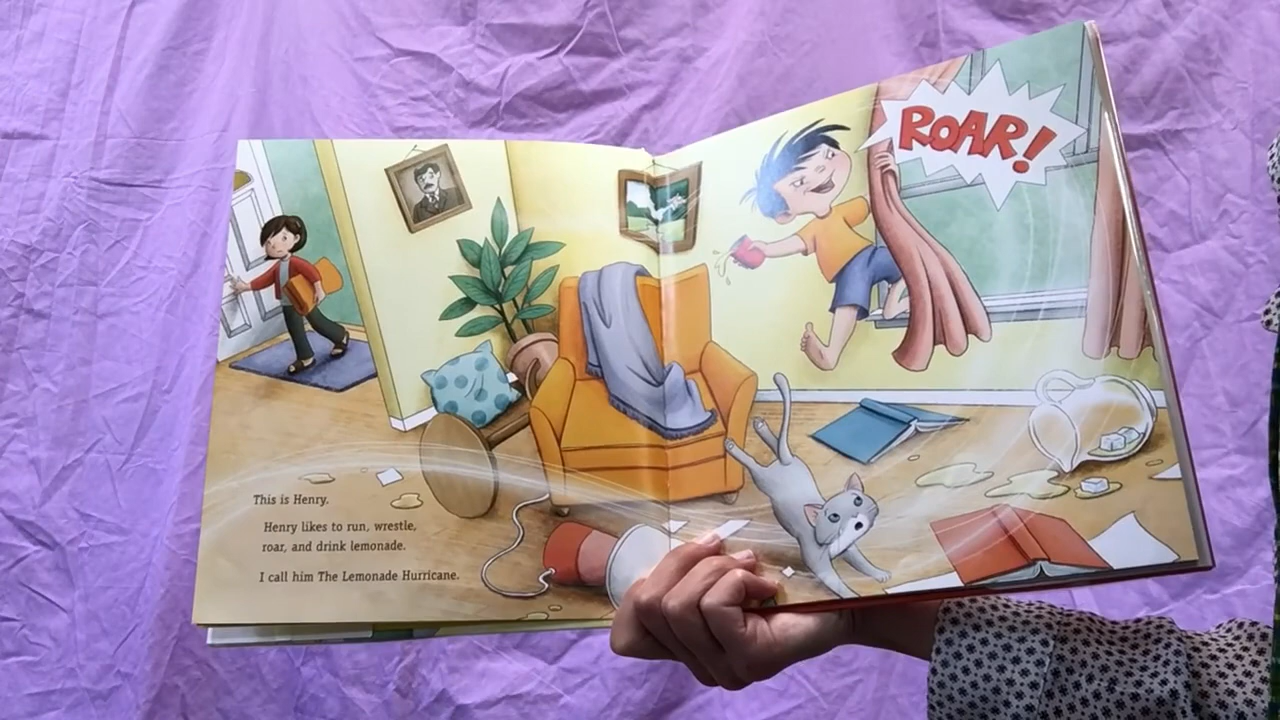 This is Henry.
Henry likes to run, wrestle,
roar, and drink lemonade.
I call him The Lemonade Hurricane.
ROAR!